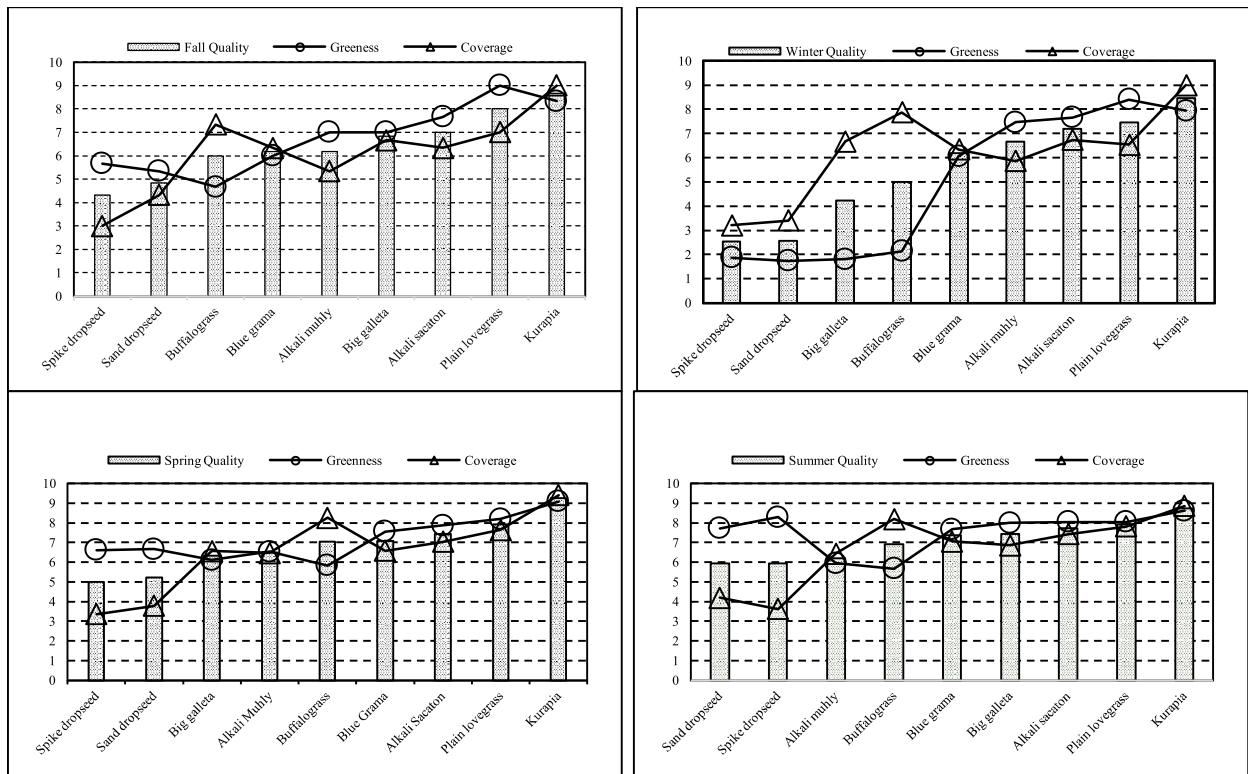 Fall Quality Greeness Coverage
10
9
8
7
6
5
4
3
2
1
0
Spike dropseed
Sand dropseed
Buffalograss
Blue grama
Alkali muhly
Big galleta
Alkali sacaton
Plain lovegrass
Kurapia
Winter Quality Greeness Coverage
10
9
8
7
6
5
4
3
2
1
0
Spike dropseed
Sand dropseed
Big galleta
Buffalograss
Blue grama
Alkali muhly
Alkali sacaton
Plain lovegrass
Kurapia
Spring Quality Greenness Coverage
10
9
8
7
6
5
4
3
2
1
0
Spike dropseed
Sand dropseed
Big galleta
Alkali Muhly
Buffalograss
Blue Grama
Alkali Sacaton
Plain lovegrass
Kurapia
Summer Quality Greeness Coverage
10
9
8
7
6
5
4
3
2
1
0
Sand dropseed
Spike dropseed
Alkali muhly
Buffalograss
Blue grama
Big galleta
Alkali sacaton
Plain lovegrass
Kurapia